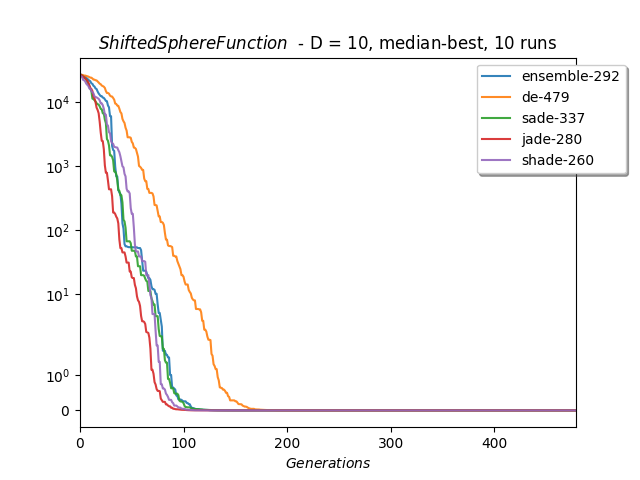 ShiftedSphereFunction - D = 10, median-best, 10 runs
ensemble-292
de-479
sade-337
jade-280
shade-260
10^4
10^3
10^2
10^1
10^0
0
0 100 200 300 400
Generations